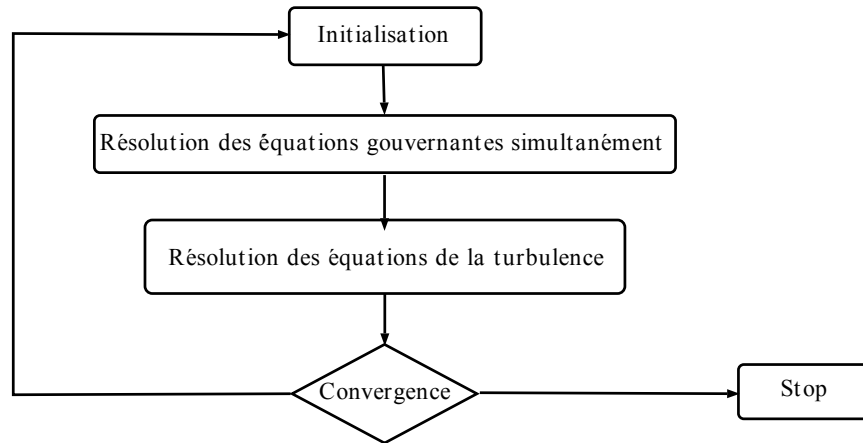 Initialisation
Résolution des équations gouvernantes simultanément
Résolution des équations de la turbulence
Convergence
Stop